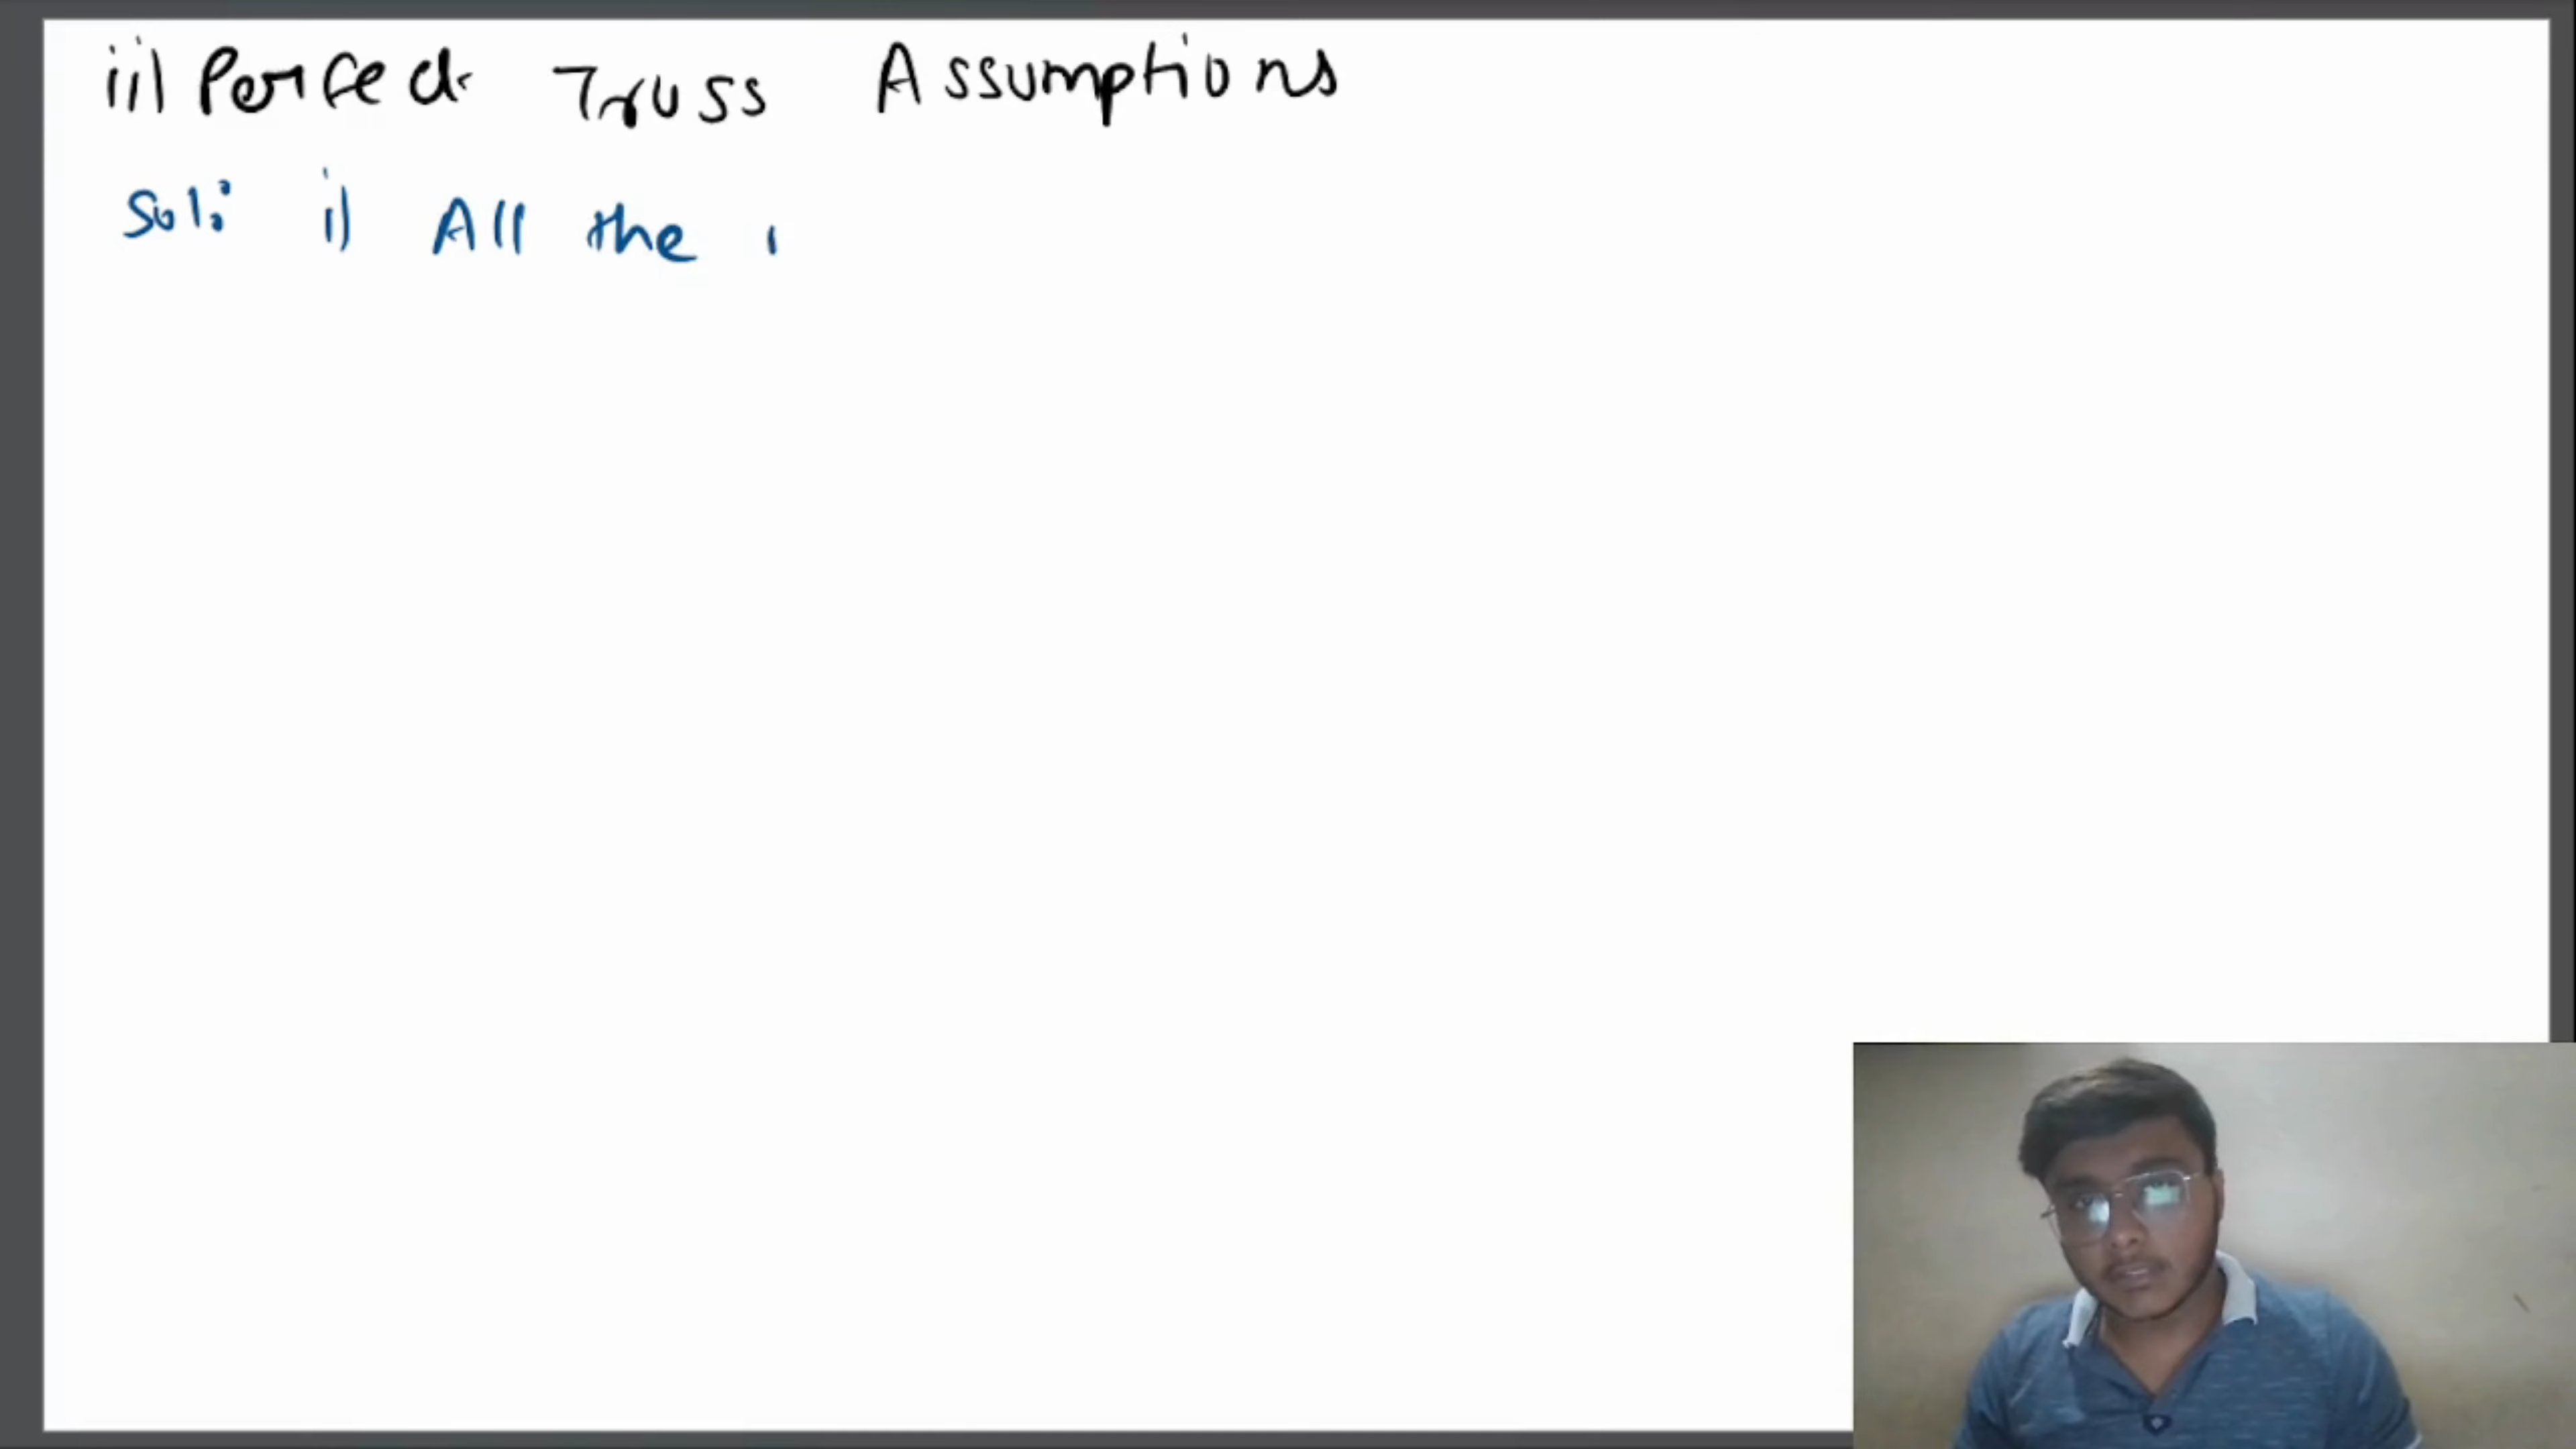 ii) Perfect Truss Assumptions
Sol: i) All the